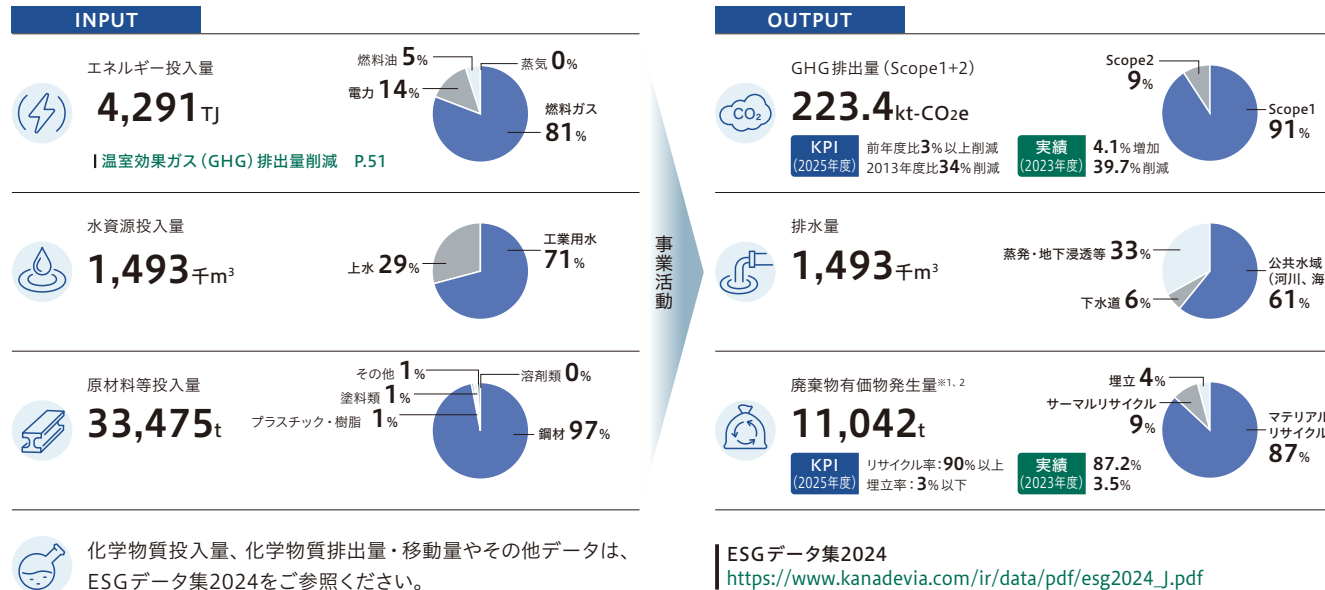 INPUT
エネルギー投入量
4,291 TJ
温室効果ガス(GHG)排出量削減 P.51
燃料油 5%
蒸気 0%
電力 14%
燃料ガス
81%
水資源投入量
1,493 千m³
上水 29%
工業用水
71%
原材料等投入量
33,475t
その他 1%
溶剤類 0%
塗料類 1%
プラスチック・樹脂 1%
鋼材 97%
化学物質投入量、化学物質排出量・移動量やその他データは、
ESGデータ集2024をご参照ください。
事業活動
OUTPUT
GHG排出量(Scope1+2)
223.4kt-CO₂e
CO₂
KPI
(2025年度)
前年度比3%以上削減
2013年度比34%削減
実績
(2023年度)
4.1%増加
39.7%削減
Scope2
9%
Scope1
91%
排水量
1,493 千m³
蒸発・地下浸透等 33%
下水道 6%
公共水域
(河川、海
61%
廃棄物有価物発生量※1、2
11,042t
KPI
(2025年度)
リサイクル率:90%以上
埋立率:3%以下
実績
(2023年度)
87.2%
3.5%
埋立 4%
サーマルリサイクル
9%
マテリアル
リサイクル
87%
ESGデータ集2024
https://www.kanadevia.com/ir/data/pdf/esg2024_J.pdf